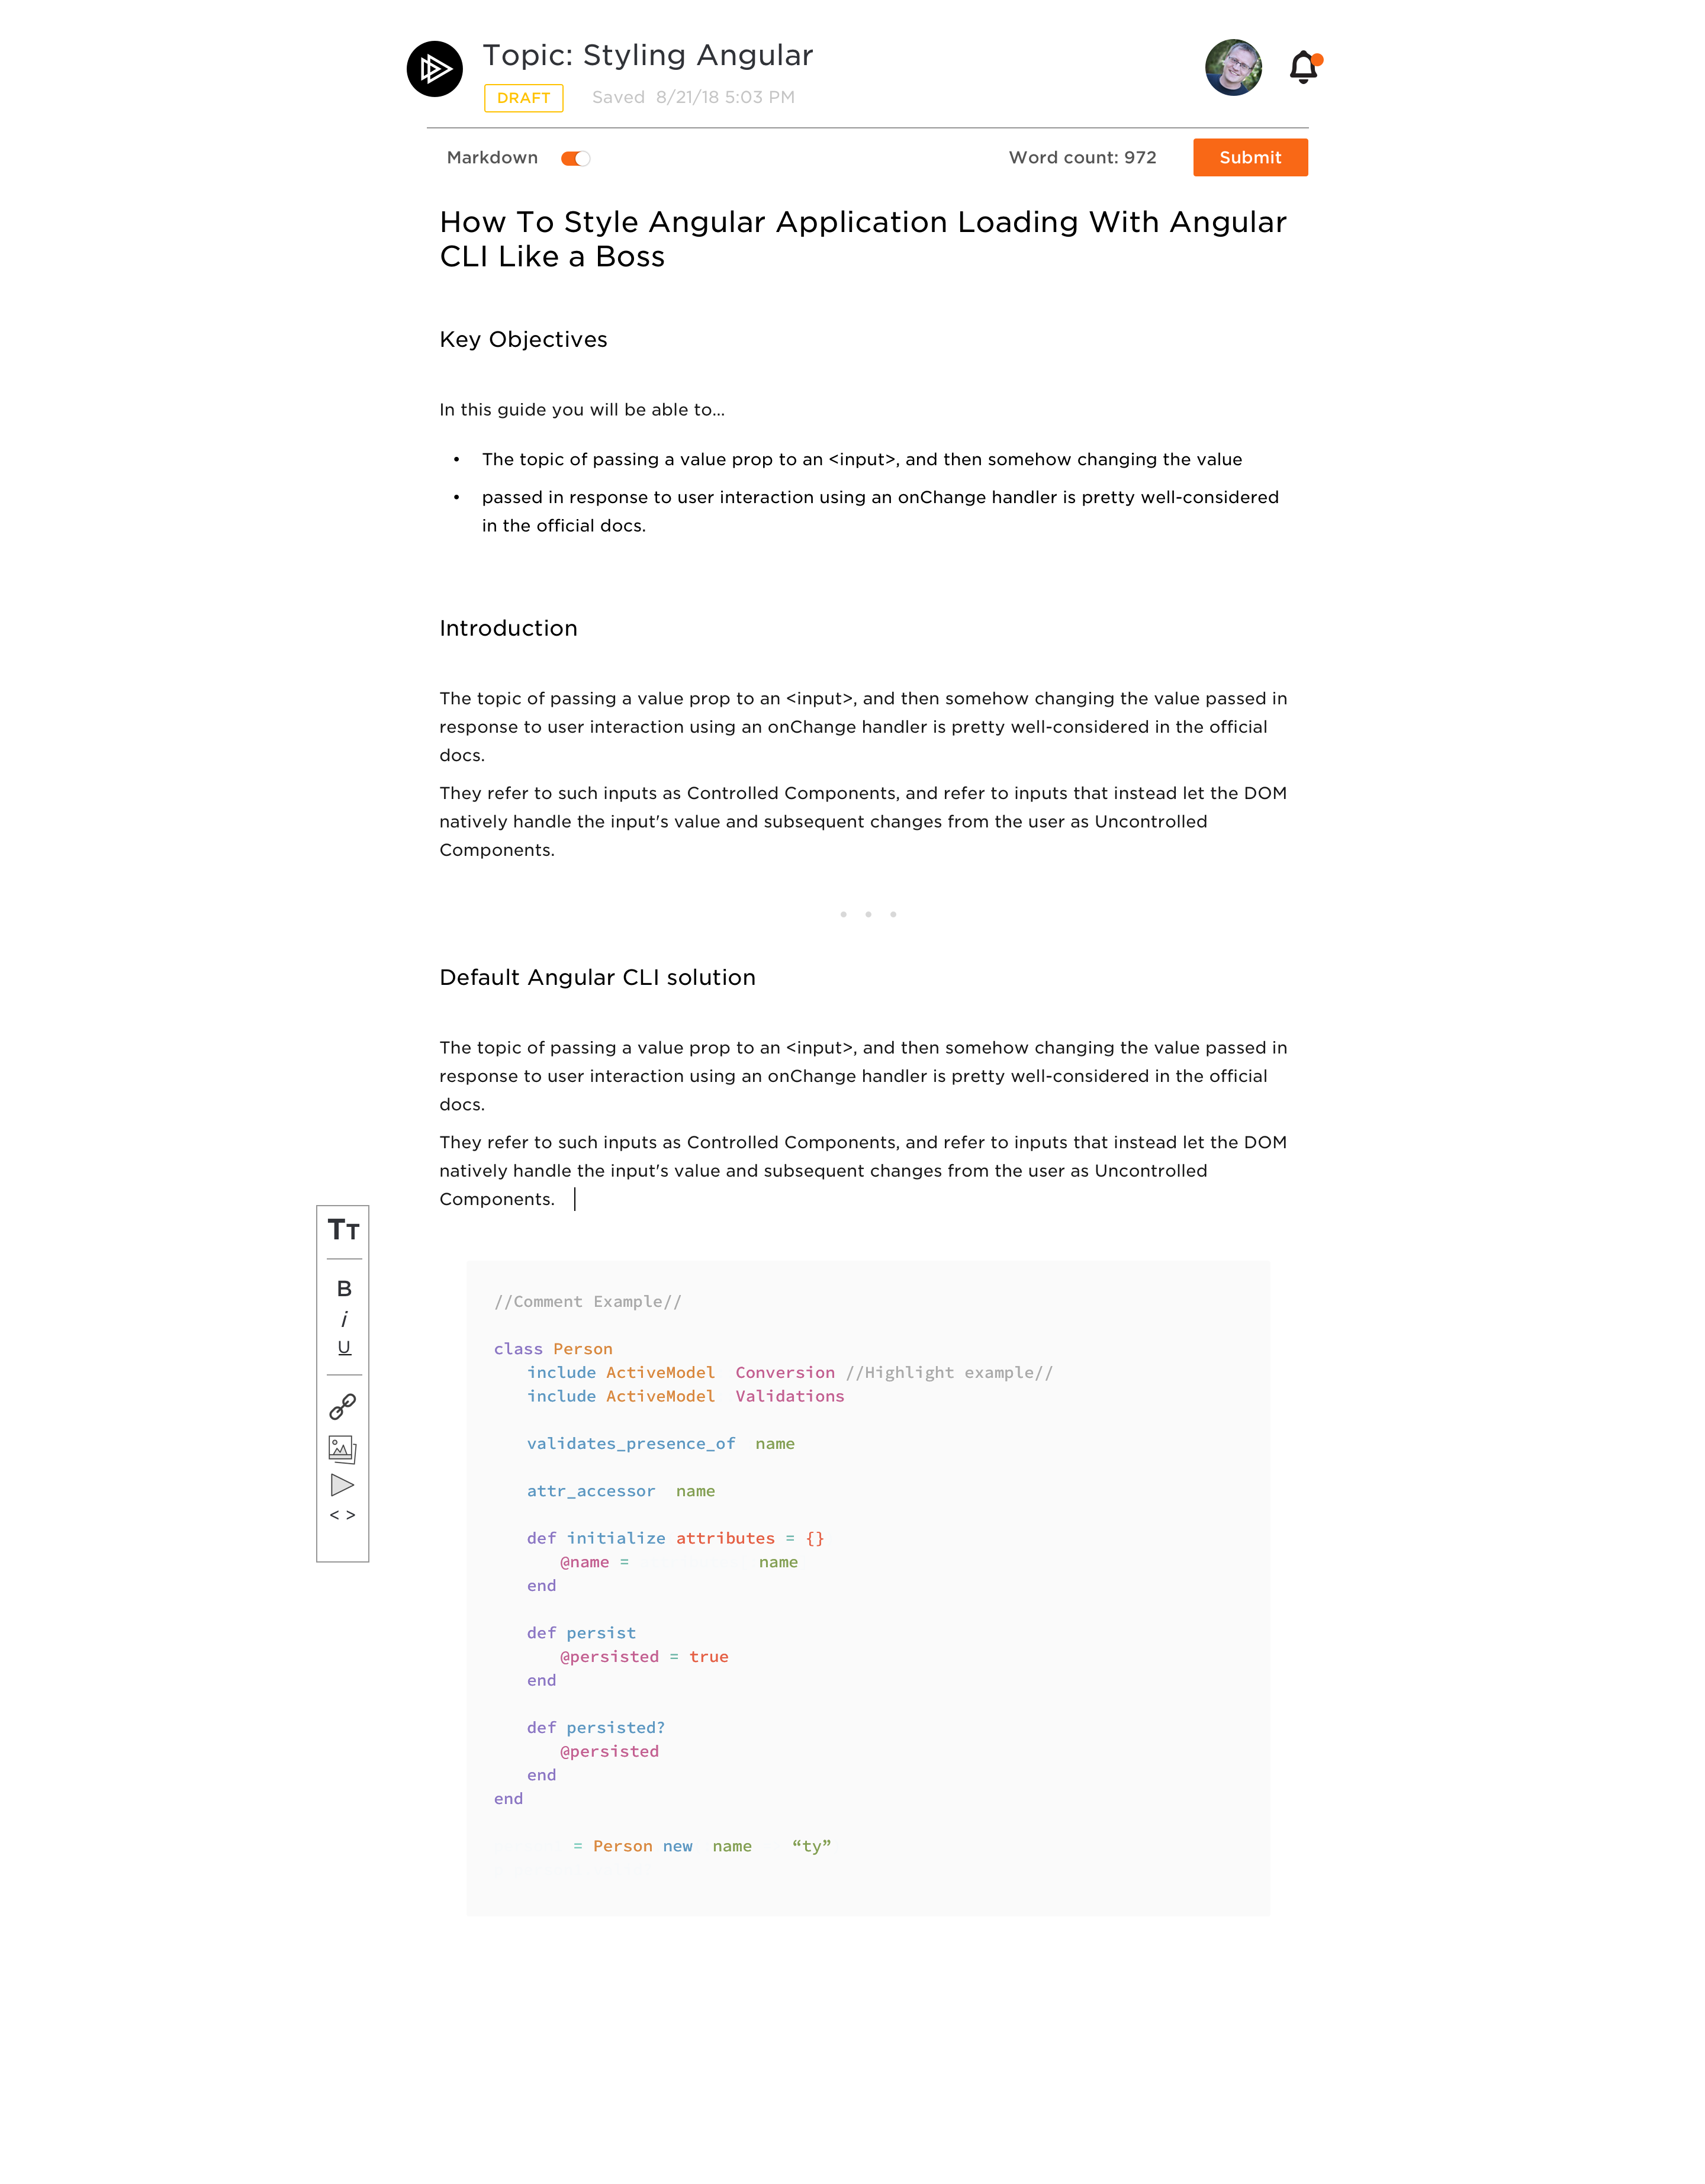 Topic: Styling Angular
DRAFT
Saved 8/21/18 5:03 PM
Markdown
Word count: 972
Submit
How To Style Angular Application Loading With Angular
CLI Like a Boss
Key Objectives
In this guide you will be able to...
• The topic of passing a value prop to an <input>, and then somehow changing the value
• passed in response to user interaction using an onChange handler is pretty well-considered
in the official docs.
Introduction
The topic of passing a value prop to an <input>, and then somehow changing the value passed in
response to user interaction using an onChange handler is pretty well-considered in the official
docs.
They refer to such inputs as Controlled Components, and refer to inputs that instead let the DOM
natively handle the input's value and subsequent changes from the user as Uncontrolled
Components.
Default Angular CLI solution
The topic of passing a value prop to an <input>, and then somehow changing the value passed in
response to user interaction using an onChange handler is pretty well-considered in the official
docs.
They refer to such inputs as Controlled Components, and refer to inputs that instead let the DOM
natively handle the input's value and subsequent changes from the user as Uncontrolled
Components.
TT
B
i
U
< >
//Comment Example//
class Person
include ActiveModel Conversion //Highlight example//
include ActiveModel Validations
validates_presence_of name
attr_accessor name
def initialize attributes = {}
@name = name
end
def persist
@persisted = true
end
def persisted?
@persisted
end
end
= Person new name “ty”